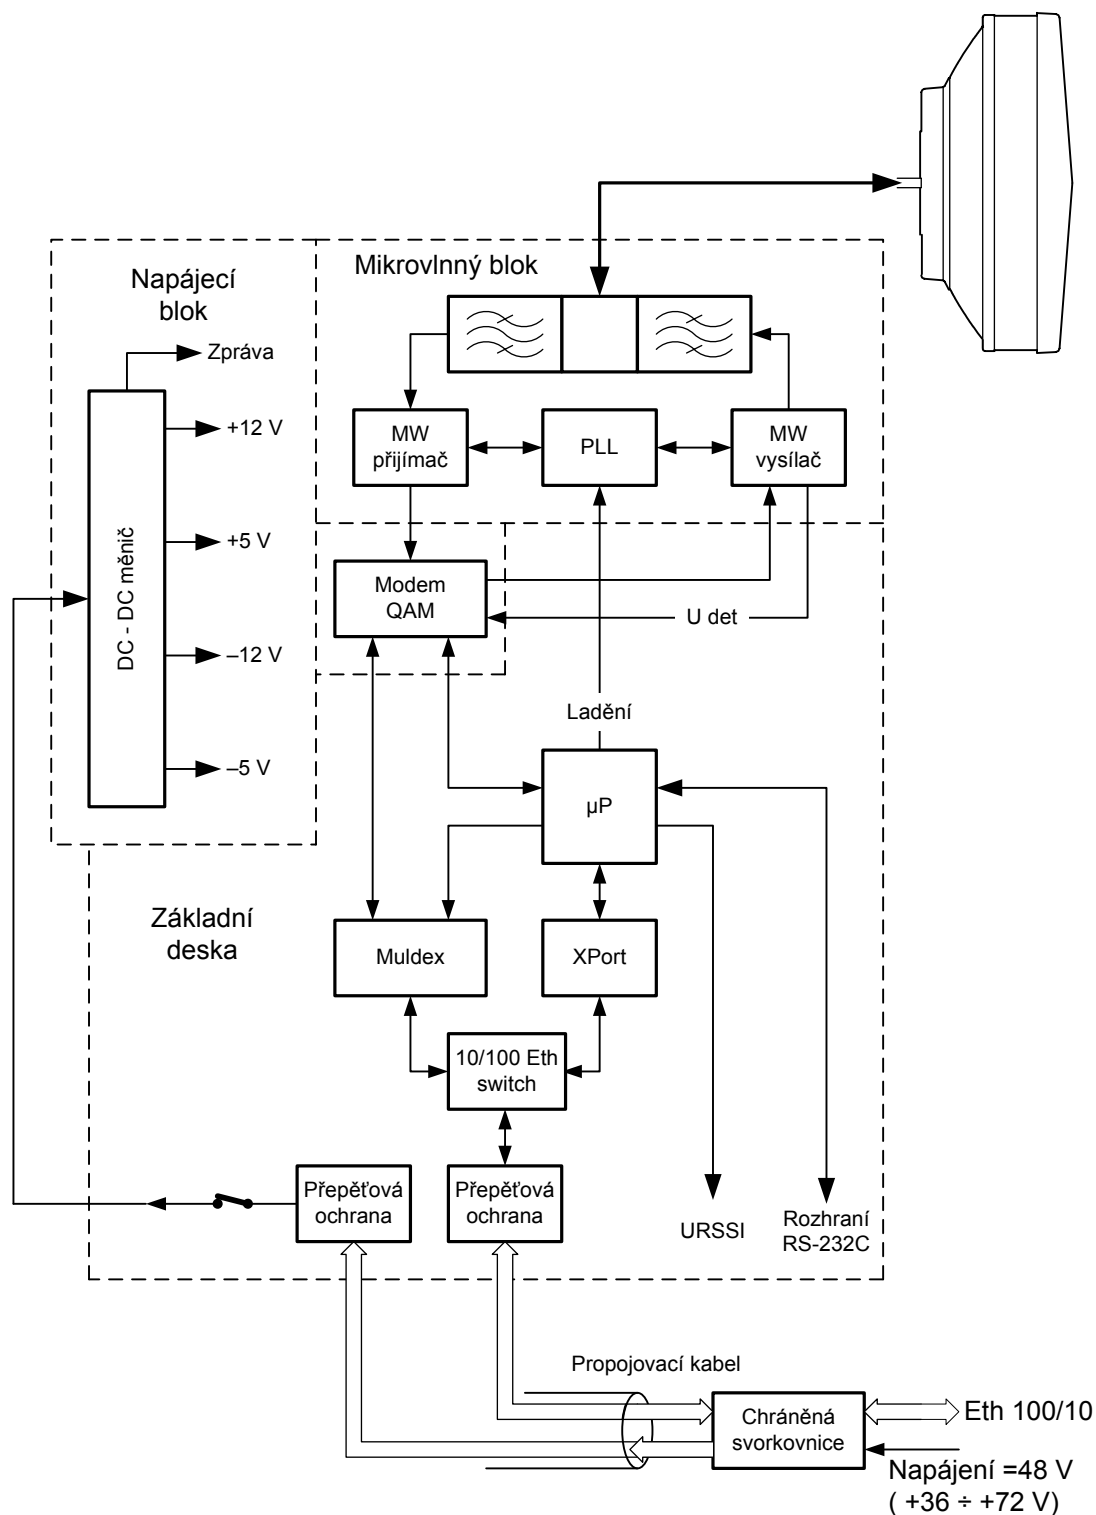 Mikrovlnný blok
Napájecí
blok
Zpráva
+12 V
+5 V
–12 V
–5 V
DC - DC měnič
MW
přijímač
PLL
MW
vysílač
Modem
QAM
U det
Ladění
µP
Základní
deska
Muldex
XPort
10/100 Eth
switch
Přepěťová
ochrana
Přepěťová
ochrana
URSSI
Rozhraní
RS-232C
Propojovací kabel
Chráněná
svorkovnice
Eth 100/10
Napájení =48 V
( +36 ÷ +72 V)